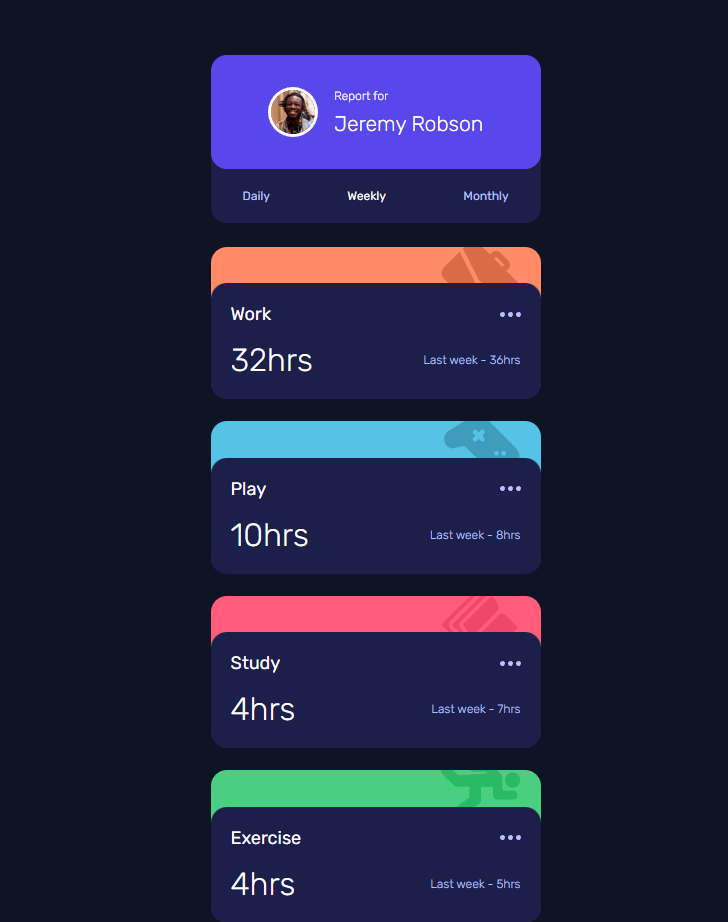 Report for
Jeremy Robson
Daily Weekly Monthly
Work
32hrs Last week - 36hrs
Play
10hrs Last week - 8hrs
Study
4hrs Last week - 7hrs
Exercise
4hrs Last week - 5hrs